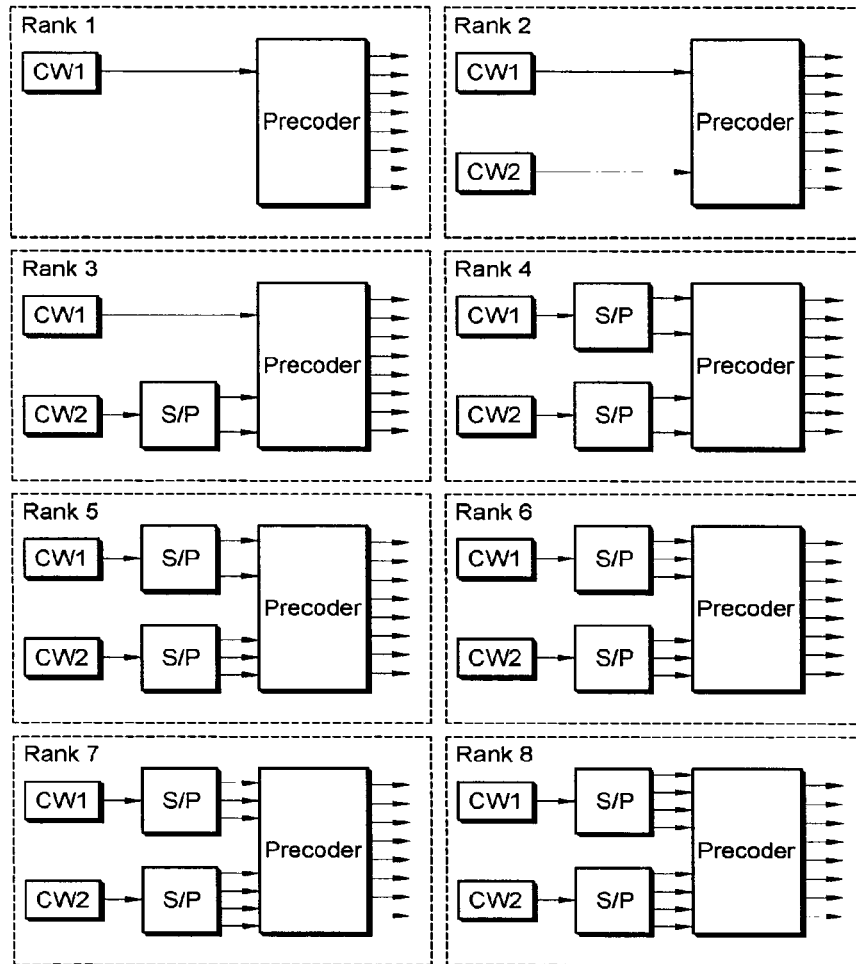 Rank 1
CW1
Precoder
Rank 2
CW1
CW2
Precoder
Rank 3
CW1
CW2
S/P
Precoder
Rank 4
CW1
S/P
CW2
S/P
Precoder
Rank 5
CW1
S/P
CW2
S/P
Precoder
Rank 6
CW1
S/P
CW2
S/P
Precoder
Rank 7
CW1
S/P
CW2
S/P
Precoder
Rank 8
CW1
S/P
CW2
S/P
Precoder